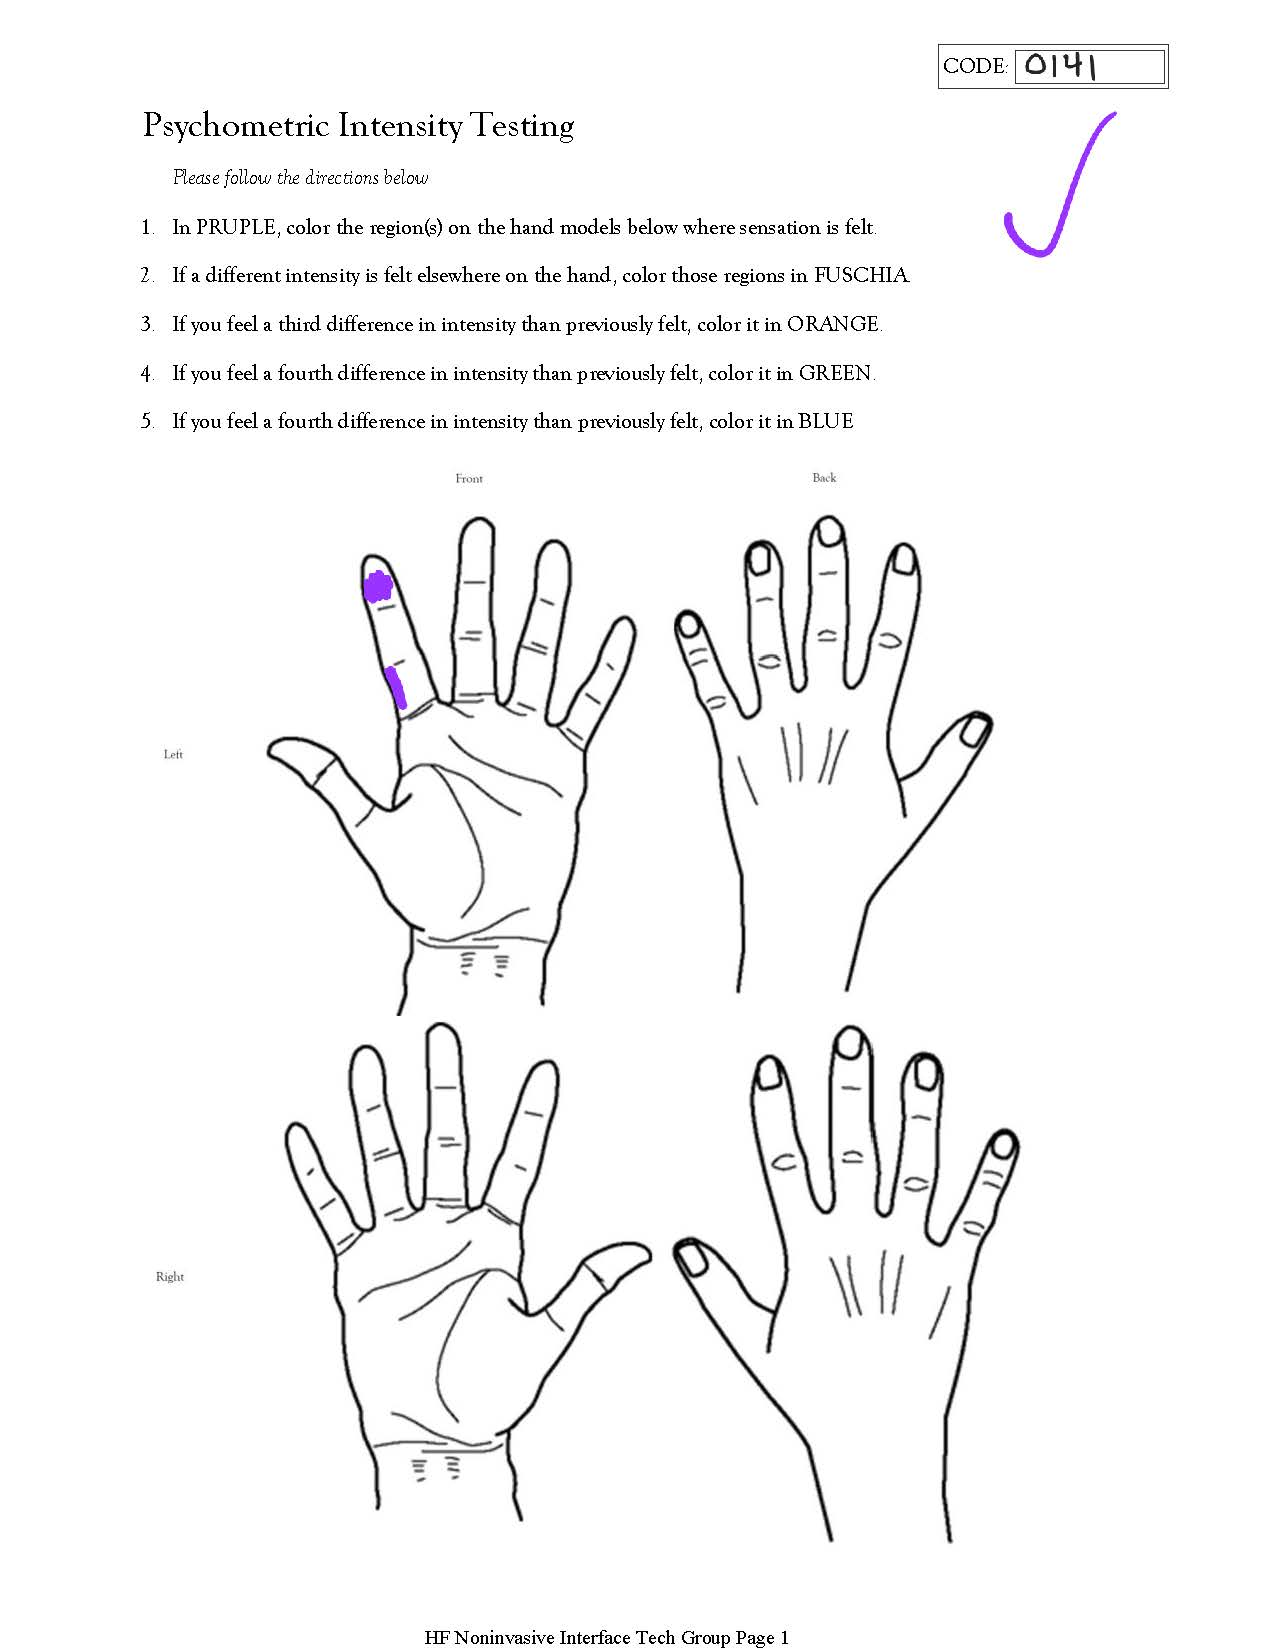 CODE: 0141
Psychometric Intensity Testing
Please follow the directions below
1. In PRUPLE, color the region(s) on the hand models below where sensation is felt.
2. If a different intensity is felt elsewhere on the hand, color those regions in FUSCHIA.
3. If you feel a third difference in intensity than previously felt, color it in ORANGE.
4. If you feel a fourth difference in intensity than previously felt, color it in GREEN.
5. If you feel a fourth difference in intensity than previously felt, color it in BLUE
Front Back
Left
Right
HF Noninvasive Interface Tech Group Page 1